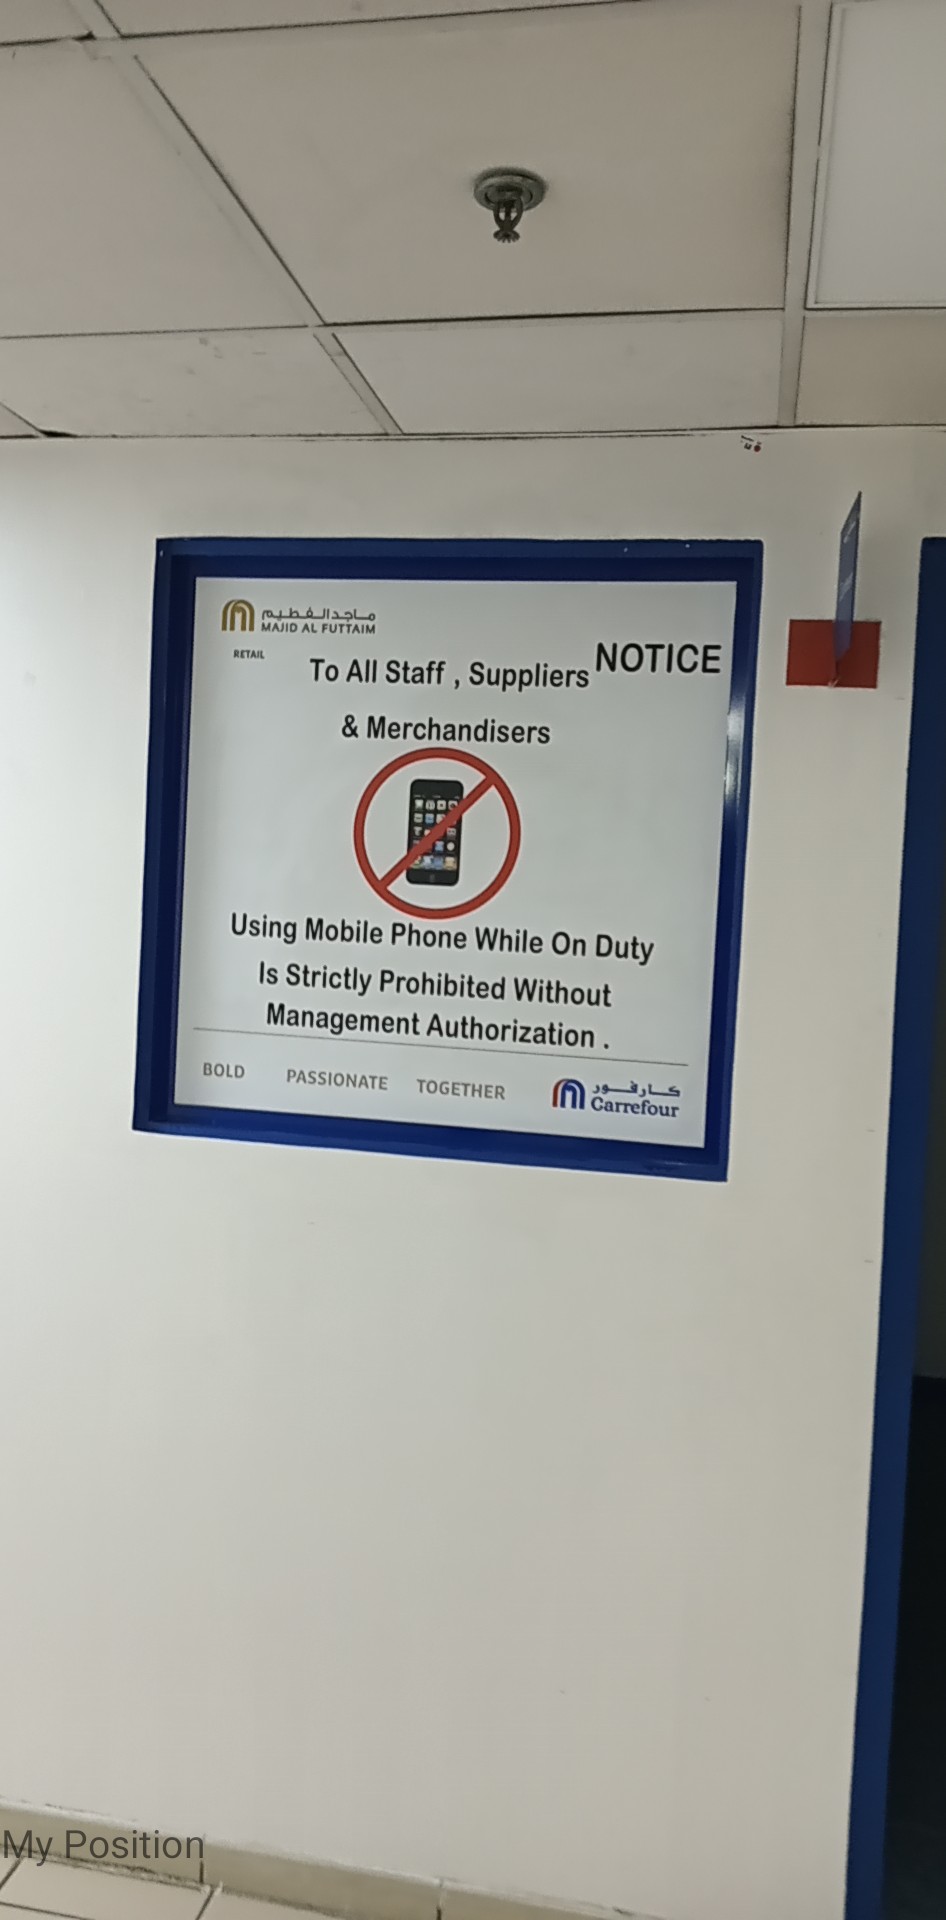 ماجد الفطيم
MAJID AL FUTTAIM
RETAIL
NOTICE
To All Staff , Suppliers
& Merchandisers
Using Mobile Phone While On Duty
Is Strictly Prohibited Without
Management Authorization .
BOLD PASSIONATE TOGETHER
كارفور
Carrefour
My Position